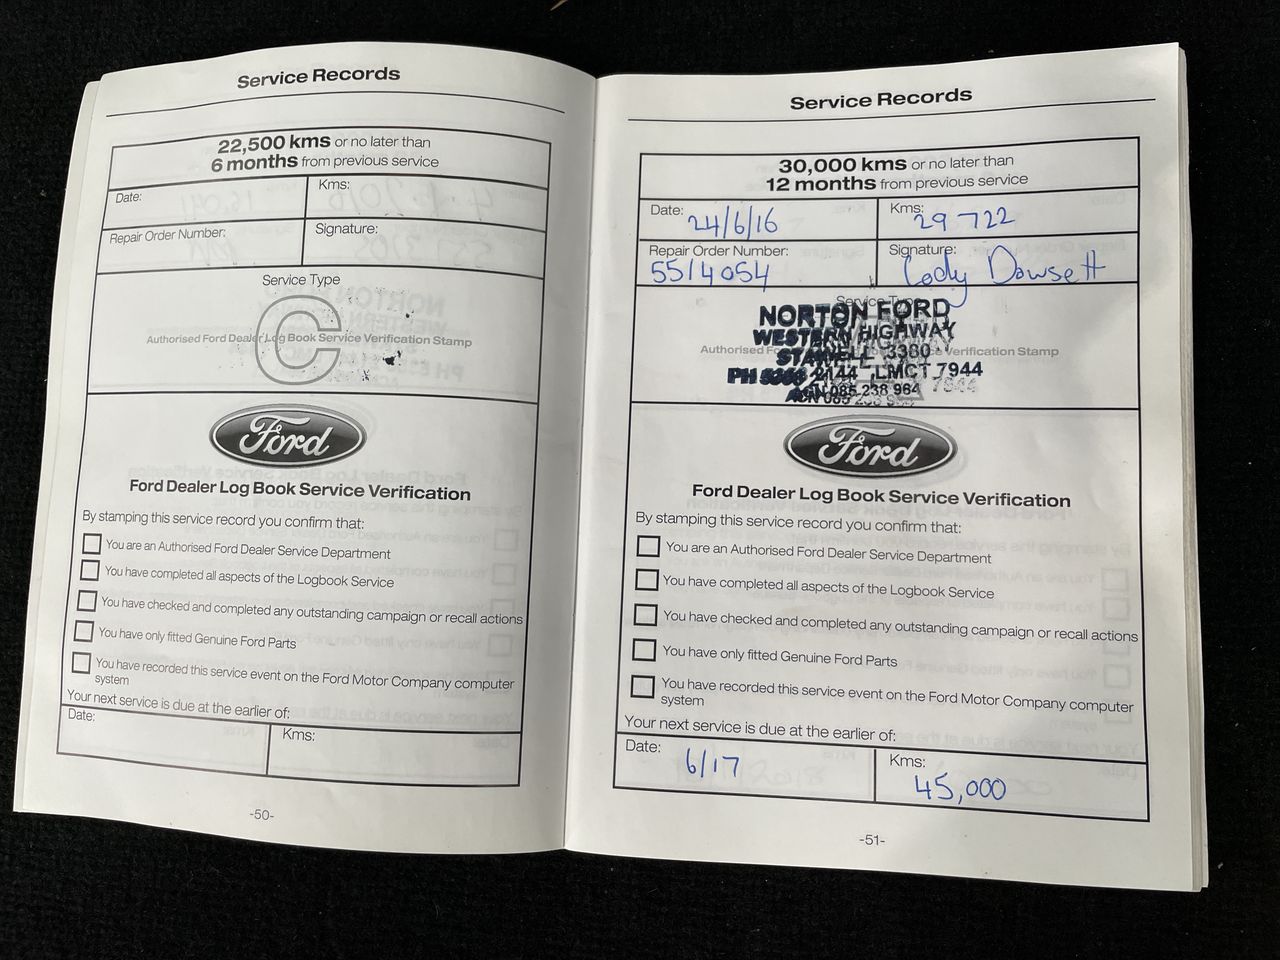 Service Records
22,500 kms or no later than
6 months from previous service
Date:
Kms:
Repair Order Number:
Signature:
Service Type
C
Authorised Ford Dealer Log Book Service Verification Stamp
Ford
Ford Dealer Log Book Service Verification
By stamping this service record you confirm that:
You are an Authorised Ford Dealer Service Department
You have completed all aspects of the Logbook Service
You have checked and completed any outstanding campaign or recall actions
You have only fitted Genuine Ford Parts
You have recorded this service event on the Ford Motor Company computer
system
Your next service is due at the earlier of:
Date:
Kms:
-50-
Service Records
30,000 kms or no later than
12 months from previous service
Date: 24/6/16
Kms: 29 722
Repair Order Number:
55/4054
Signature:
Cody Dowsett
Service Type
NORTON FORD
WESTERN HIGHWAY
STAWELL 3380
Authorised Verification Stamp
PH 2144 LMCT 7944
ACN 085 238 964
Ford
Ford Dealer Log Book Service Verification
By stamping this service record you confirm that:
You are an Authorised Ford Dealer Service Department
You have completed all aspects of the Logbook Service
You have checked and completed any outstanding campaign or recall actions
You have only fitted Genuine Ford Parts
You have recorded this service event on the Ford Motor Company computer
system
Your next service is due at the earlier of:
Date: 6/17
Kms:
45,000
-51-